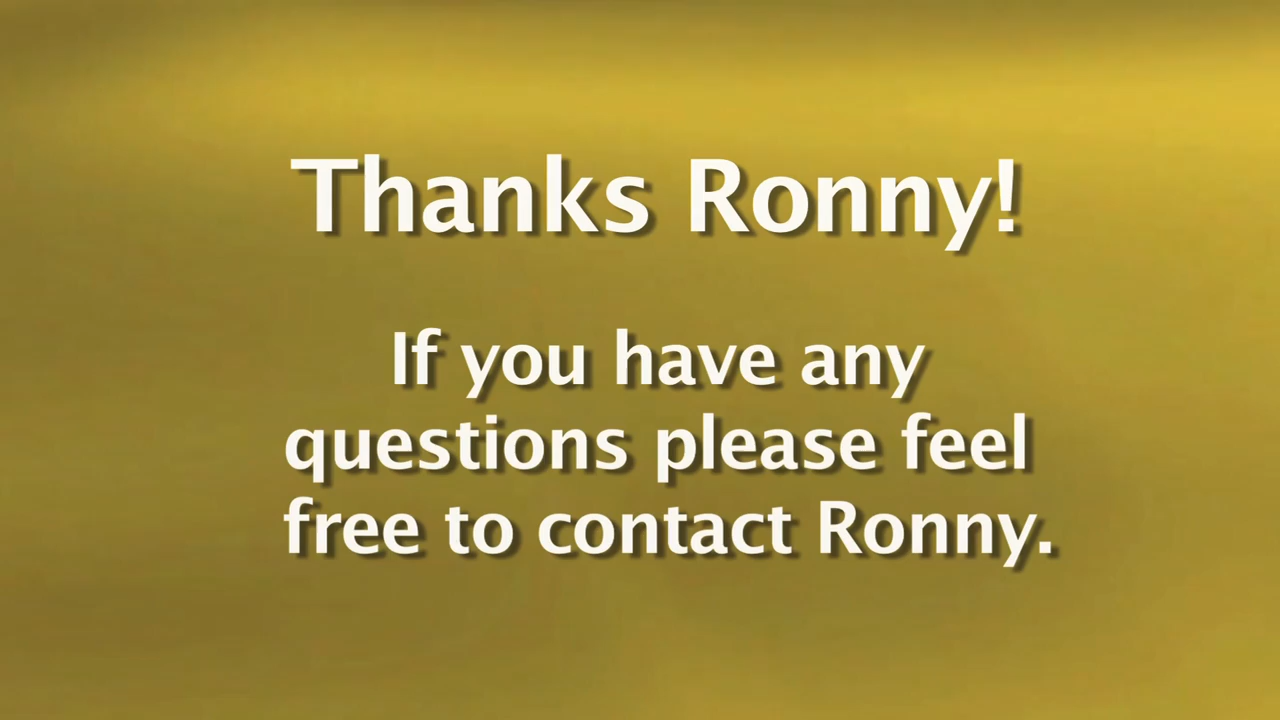 Thanks Ronny!
If you have any
questions please feel
free to contact Ronny.